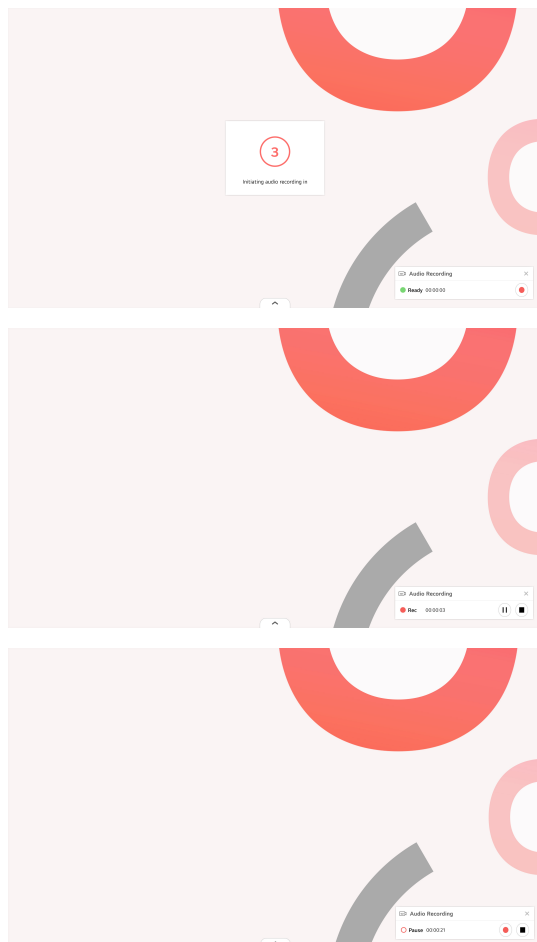 3
Initiating audio recording in
Audio Recording
Ready 00:00:00
Audio Recording
Rec 00:00:03
Audio Recording
Pause 00:00:21